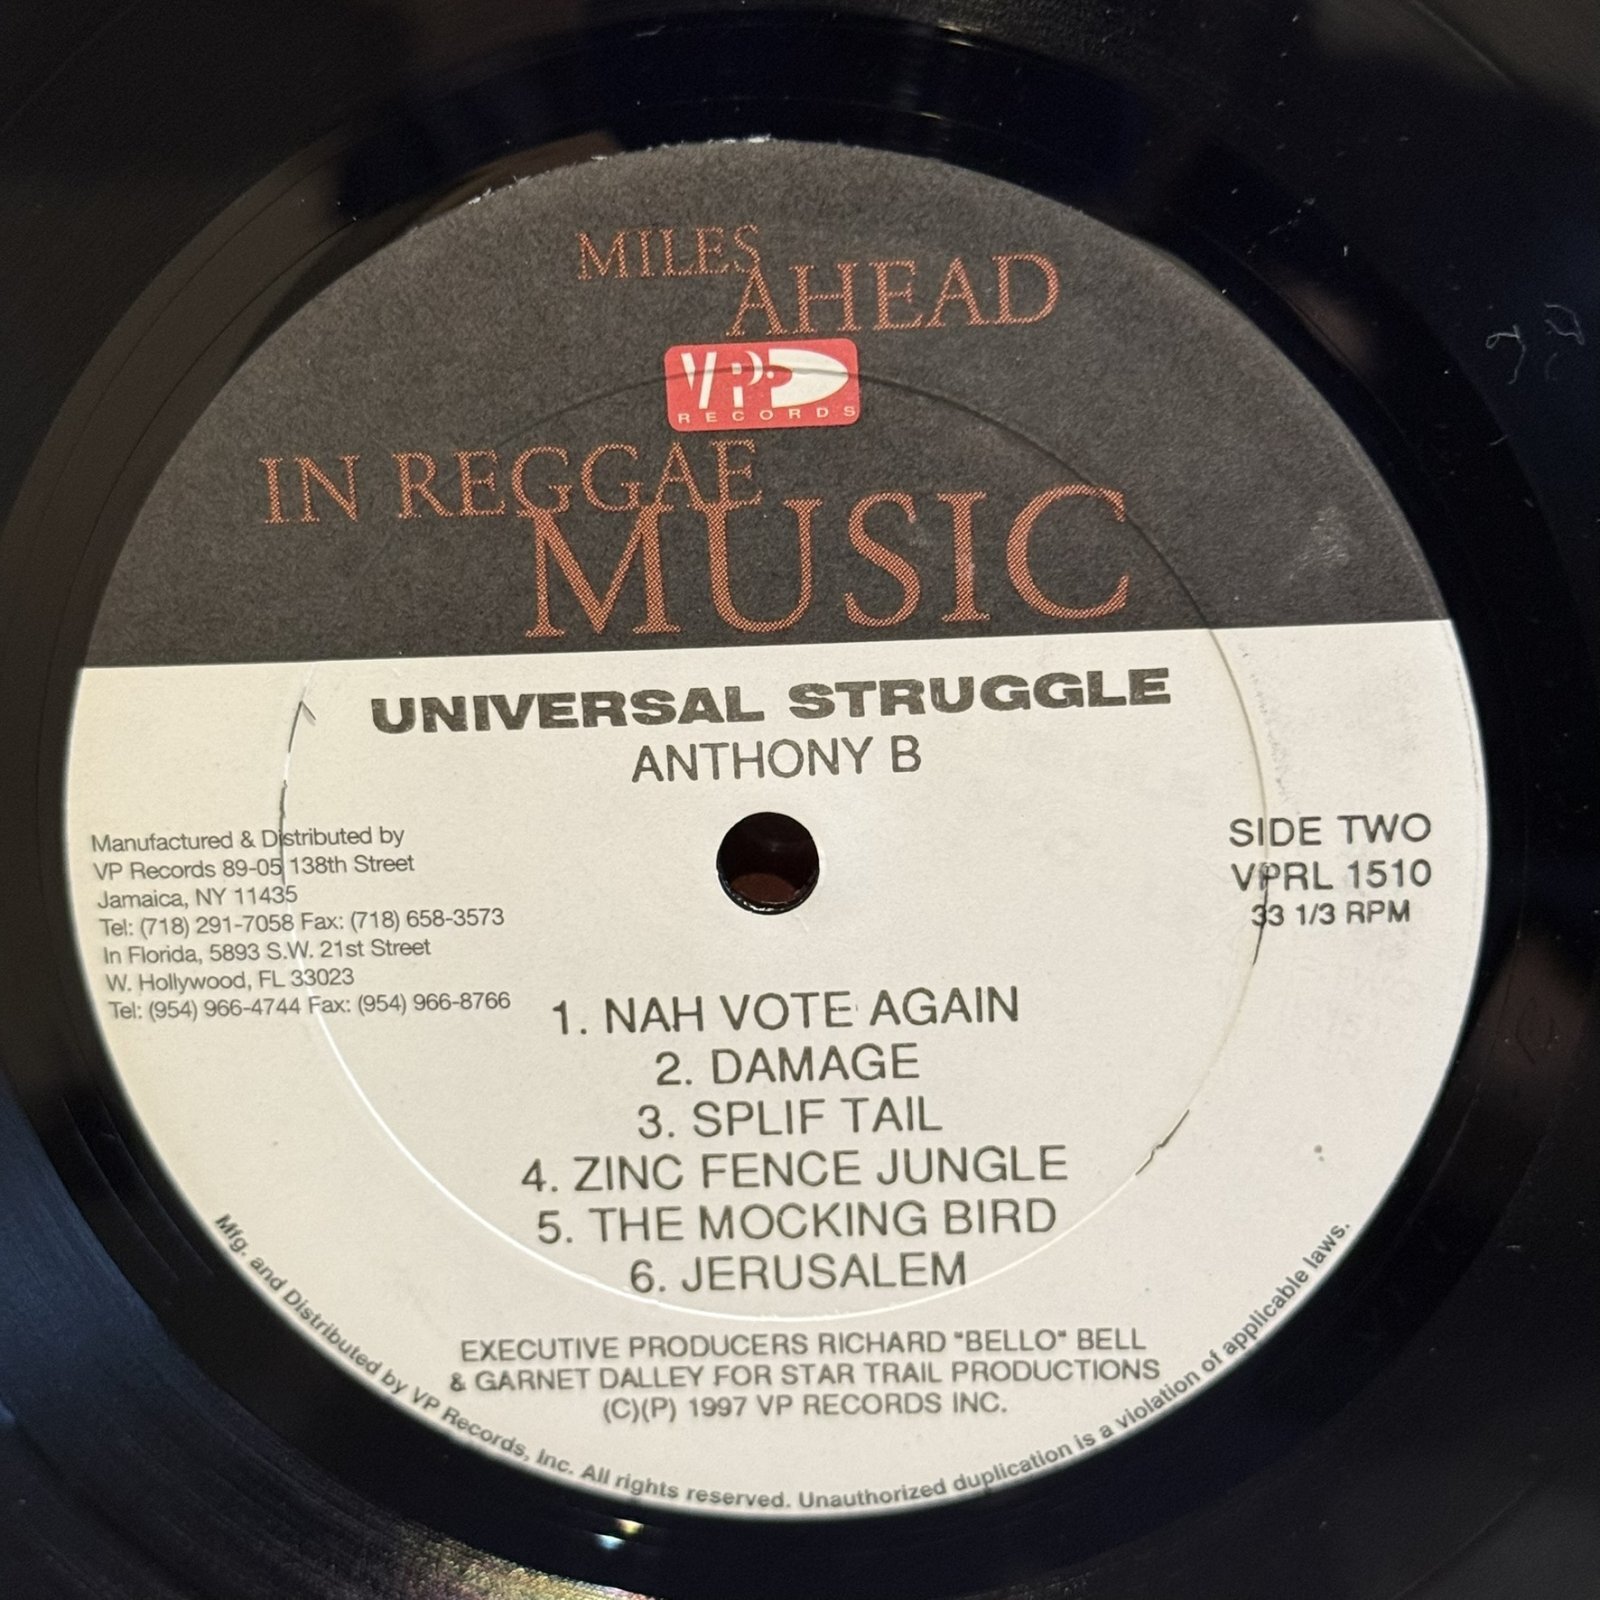 MILES
AHEAD
VP
RECORDS
IN REGGAE
MUSIC
UNIVERSAL STRUGGLE
ANTHONY B
Manufactured & Distributed by
VP Records 89-05 138th Street
Jamaica, NY 11435
Tel: (718) 291-7058 Fax: (718) 658-3573
In Florida, 5893 S.W. 21st Street
W. Hollywood, FL 33023
Tel: (954) 966-4744 Fax: (954) 966-8766
SIDE TWO
VPRL 1510
33 1/3 RPM
1. NAH VOTE AGAIN
2. DAMAGE
3. SPLIF TAIL
4. ZINC FENCE JUNGLE
5. THE MOCKING BIRD
6. JERUSALEM
EXECUTIVE PRODUCERS RICHARD "BELLO" BELL
& GARNET DALLEY FOR STAR TRAIL PRODUCTIONS
(C)(P) 1997 VP RECORDS INC.
Mfg. and Distributed by VP Records, Inc. All rights reserved. Unauthorized duplication is a violation of applicable laws.